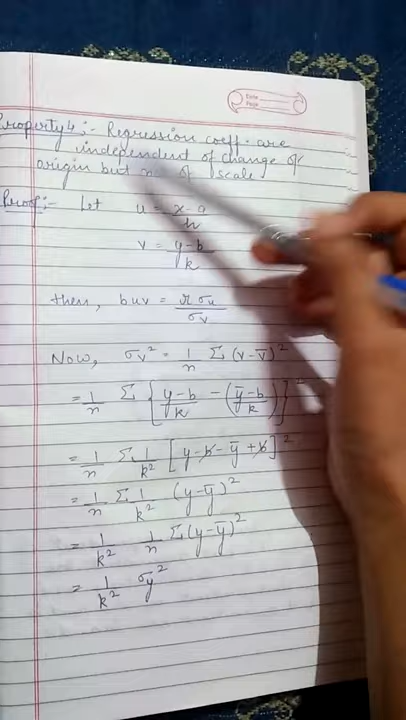 Date
Page
Property 4 :- Regression coeff. are
independent of change of
origin but not of scale
Proof :- Let u = x-a/h
v = y-b/k
then, buv = r σu/σv
Now, σv² = 1/n Σ (v-v̄)²
= 1/n Σ {y-b/k - (ȳ-b/k)}²
= 1/n Σ 1/k² [y-b-ȳ+b]²
= 1/n Σ 1/k² (y-ȳ)²
= 1/k² 1/n Σ(y-ȳ)²
= 1/k² σy²